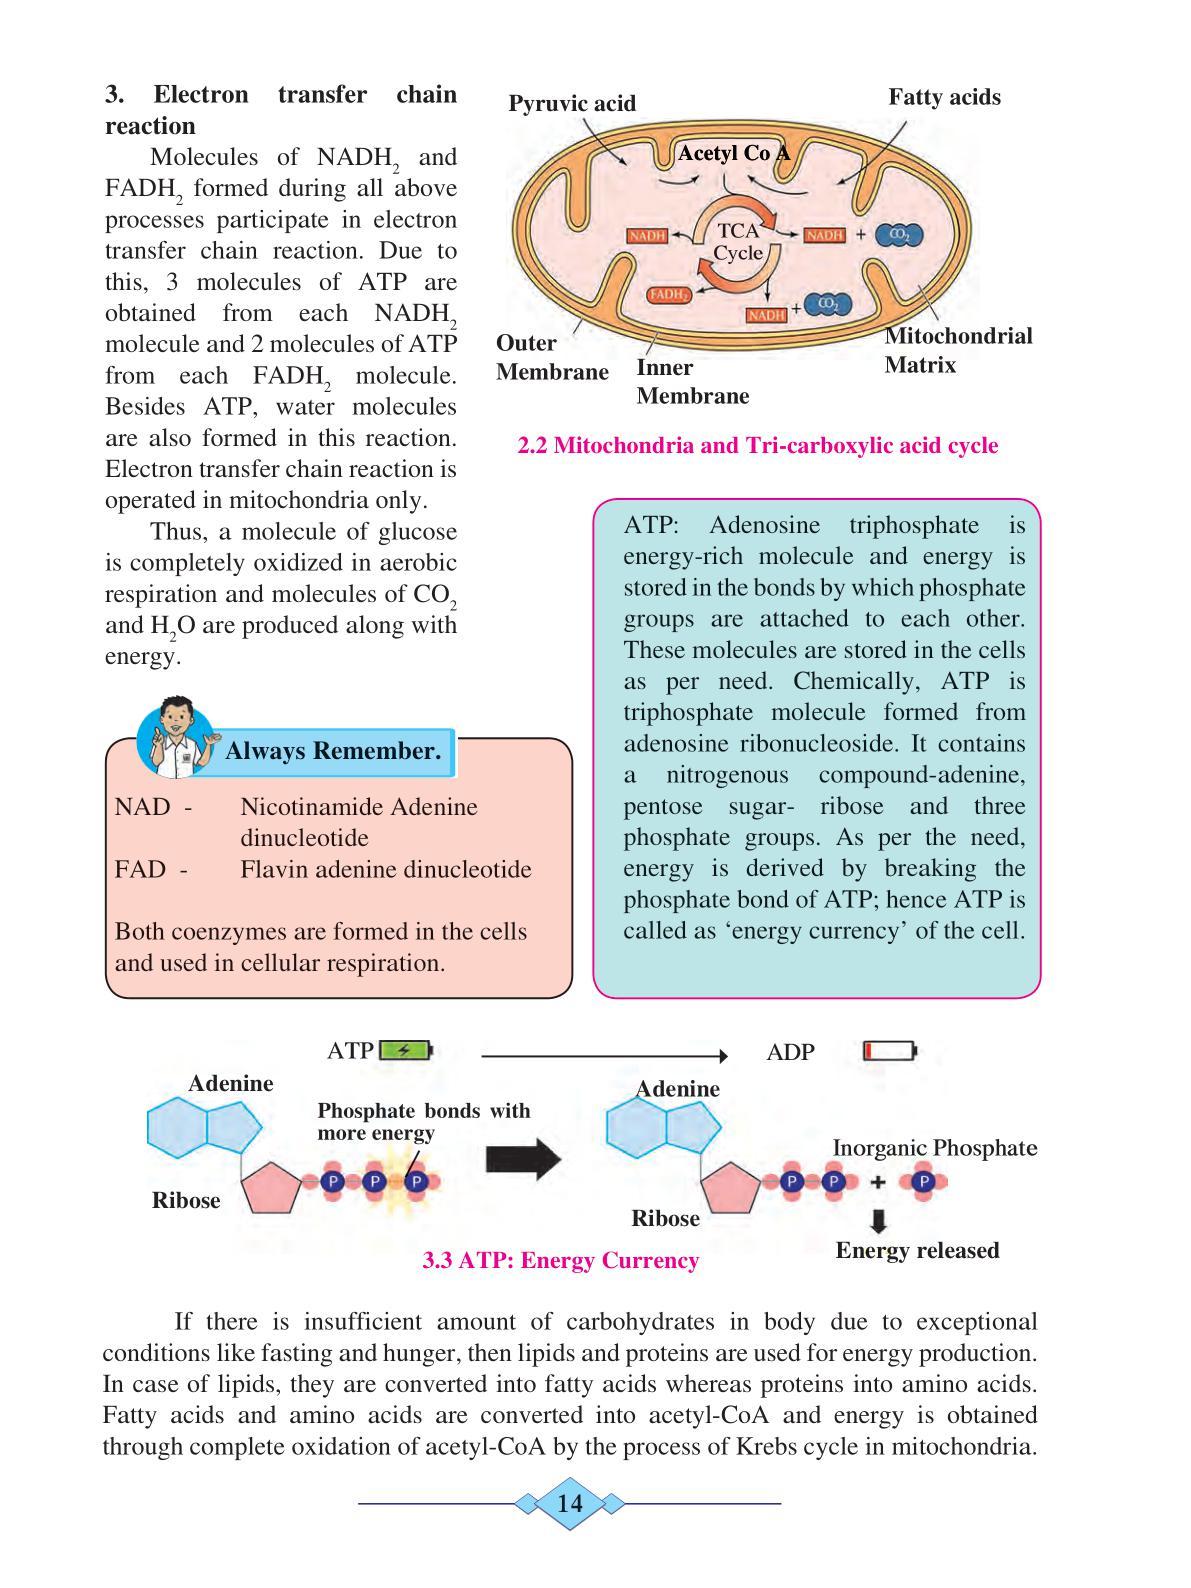 3. Electron transfer chain
reaction
Molecules of NADH2 and
FADH2 formed during all above
processes participate in electron
transfer chain reaction. Due to
this, 3 molecules of ATP are
obtained from each NADH2
molecule and 2 molecules of ATP
from each FADH2 molecule.
Besides ATP, water molecules
are also formed in this reaction.
Electron transfer chain reaction is
operated in mitochondria only.
Thus, a molecule of glucose
is completely oxidized in aerobic
respiration and molecules of CO2
and H2O are produced along with
energy.
Pyruvic acid
Fatty acids
Acetyl Co A
TCA
Cycle
NADH
NADH + CO2
FADH2
NADH + CO2
Outer
Membrane
Inner
Membrane
Mitochondrial
Matrix
2.2 Mitochondria and Tri-carboxylic acid cycle
ATP: Adenosine triphosphate is
energy-rich molecule and energy is
stored in the bonds by which phosphate
groups are attached to each other.
These molecules are stored in the cells
as per need. Chemically, ATP is
triphosphate molecule formed from
adenosine ribonucleoside. It contains
a nitrogenous compound-adenine,
pentose sugar- ribose and three
phosphate groups. As per the need,
energy is derived by breaking the
phosphate bond of ATP; hence ATP is
called as ‘energy currency’ of the cell.
Always Remember.
NAD - Nicotinamide Adenine
dinucleotide
FAD - Flavin adenine dinucleotide
Both coenzymes are formed in the cells
and used in cellular respiration.
ATP
ADP
Adenine
Phosphate bonds with
more energy
Ribose
P P P
Adenine
Inorganic Phosphate
P P + P
Ribose
Energy released
3.3 ATP: Energy Currency
If there is insufficient amount of carbohydrates in body due to exceptional
conditions like fasting and hunger, then lipids and proteins are used for energy production.
In case of lipids, they are converted into fatty acids whereas proteins into amino acids.
Fatty acids and amino acids are converted into acetyl-CoA and energy is obtained
through complete oxidation of acetyl-CoA by the process of Krebs cycle in mitochondria.
14